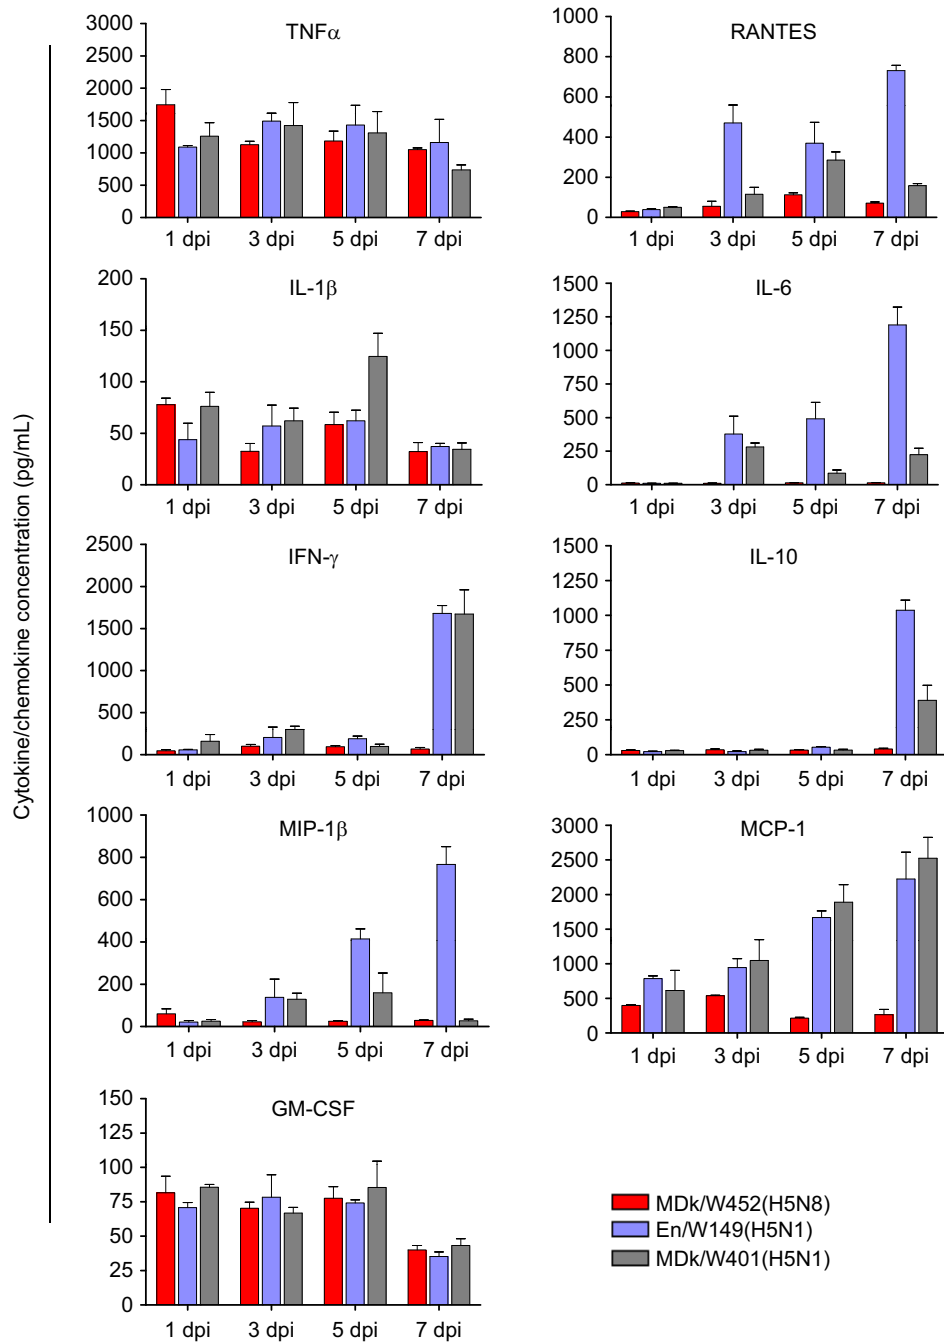 Cytokine/chemokine concentration (pg/mL)
TNFα
3000
2500
2000
1500
1000
500
0
1 dpi 3 dpi 5 dpi 7 dpi
RANTES
1000
800
600
400
200
0
1 dpi 3 dpi 5 dpi 7 dpi
IL-1β
200
150
100
50
0
1 dpi 3 dpi 5 dpi 7 dpi
IL-6
1500
1250
1000
750
500
250
0
1 dpi 3 dpi 5 dpi 7 dpi
IFN-γ
2500
2000
1500
1000
500
0
1 dpi 3 dpi 5 dpi 7 dpi
IL-10
1500
1250
1000
750
500
250
0
1 dpi 3 dpi 5 dpi 7 dpi
MIP-1β
1000
800
600
400
200
0
1 dpi 3 dpi 5 dpi 7 dpi
MCP-1
3000
2500
2000
1500
1000
500
0
1 dpi 3 dpi 5 dpi 7 dpi
GM-CSF
150
125
100
75
50
25
0
1 dpi 3 dpi 5 dpi 7 dpi
MDk/W452(H5N8)
En/W149(H5N1)
MDk/W401(H5N1)